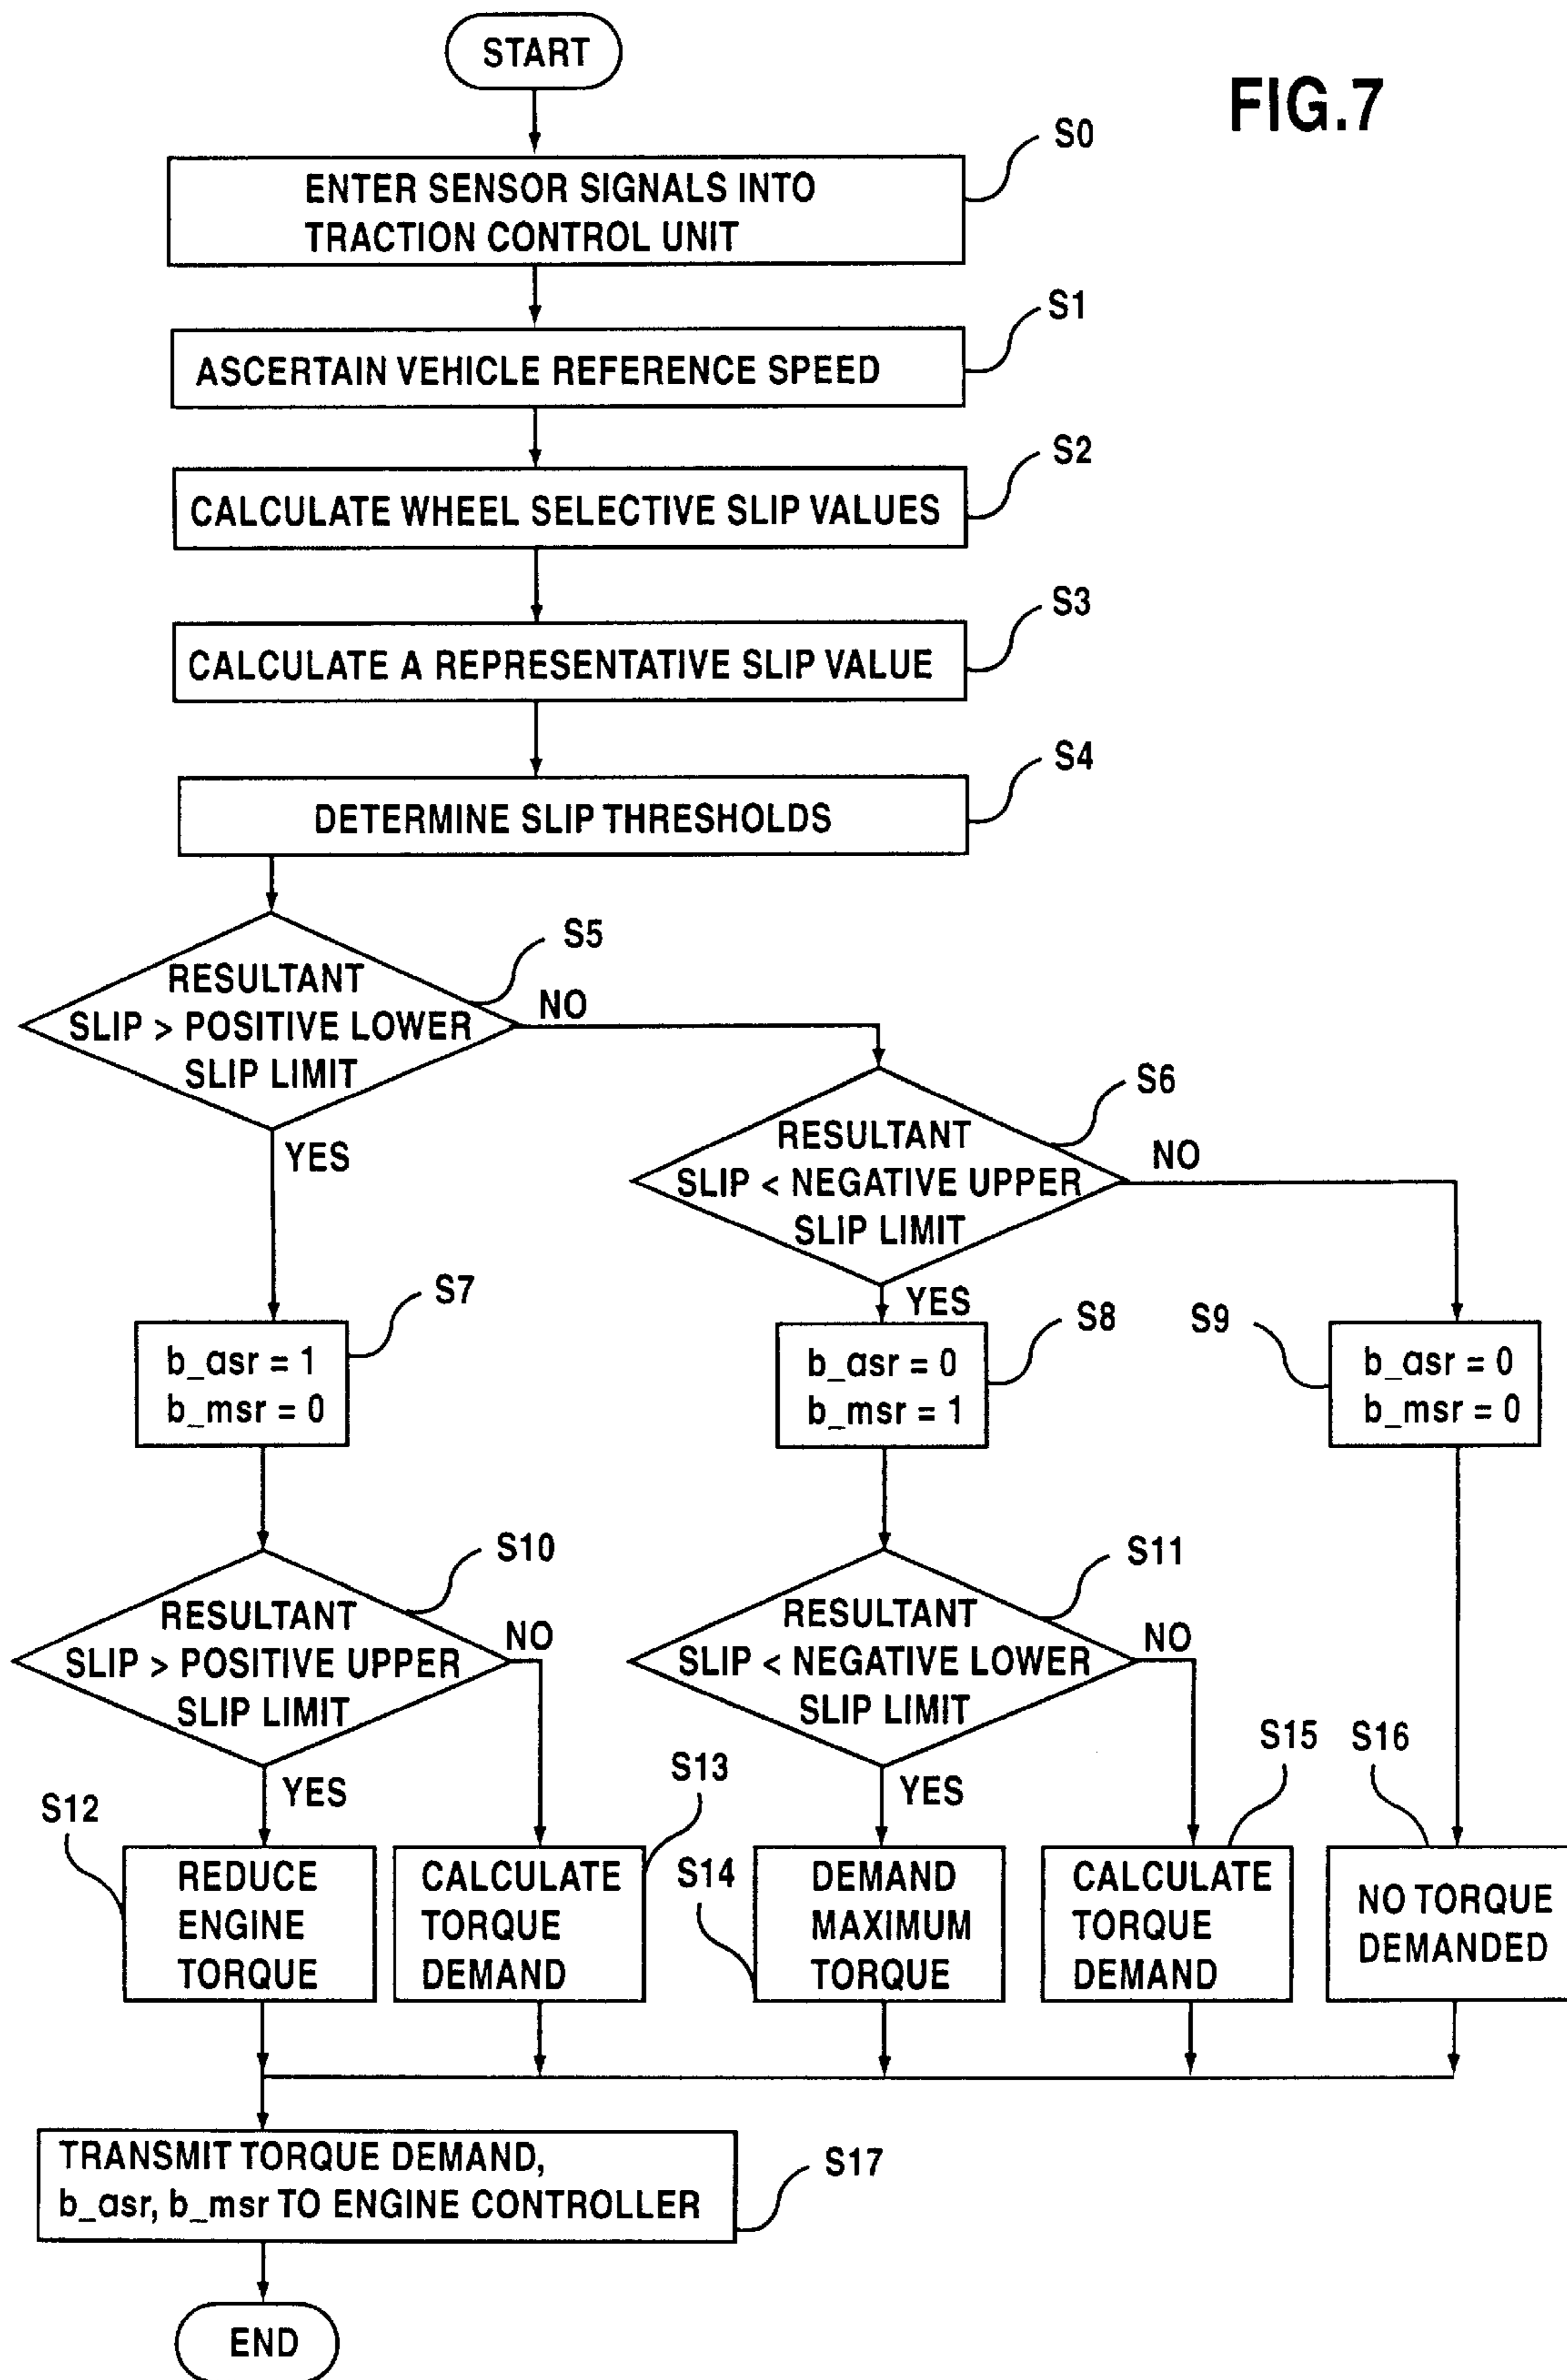 START
FIG.7
S0
ENTER SENSOR SIGNALS INTO
TRACTION CONTROL UNIT
S1
ASCERTAIN VEHICLE REFERENCE SPEED
S2
CALCULATE WHEEL SELECTIVE SLIP VALUES
S3
CALCULATE A REPRESENTATIVE SLIP VALUE
S4
DETERMINE SLIP THRESHOLDS
S5
RESULTANT
SLIP > POSITIVE LOWER
SLIP LIMIT
NO
YES
S6
RESULTANT
SLIP < NEGATIVE UPPER
SLIP LIMIT
NO
YES
S7
b_asr = 1
b_msr = 0
S8
b_asr = 0
b_msr = 1
S9
b_asr = 0
b_msr = 0
S10
RESULTANT
SLIP > POSITIVE UPPER
SLIP LIMIT
NO
YES
S11
RESULTANT
SLIP < NEGATIVE LOWER
SLIP LIMIT
NO
YES
S12
REDUCE
ENGINE
TORQUE
S13
CALCULATE
TORQUE
DEMAND
S14
DEMAND
MAXIMUM
TORQUE
S15
CALCULATE
TORQUE
DEMAND
S16
NO TORQUE
DEMANDED
TRANSMIT TORQUE DEMAND,
b_asr, b_msr TO ENGINE CONTROLLER
S17
END